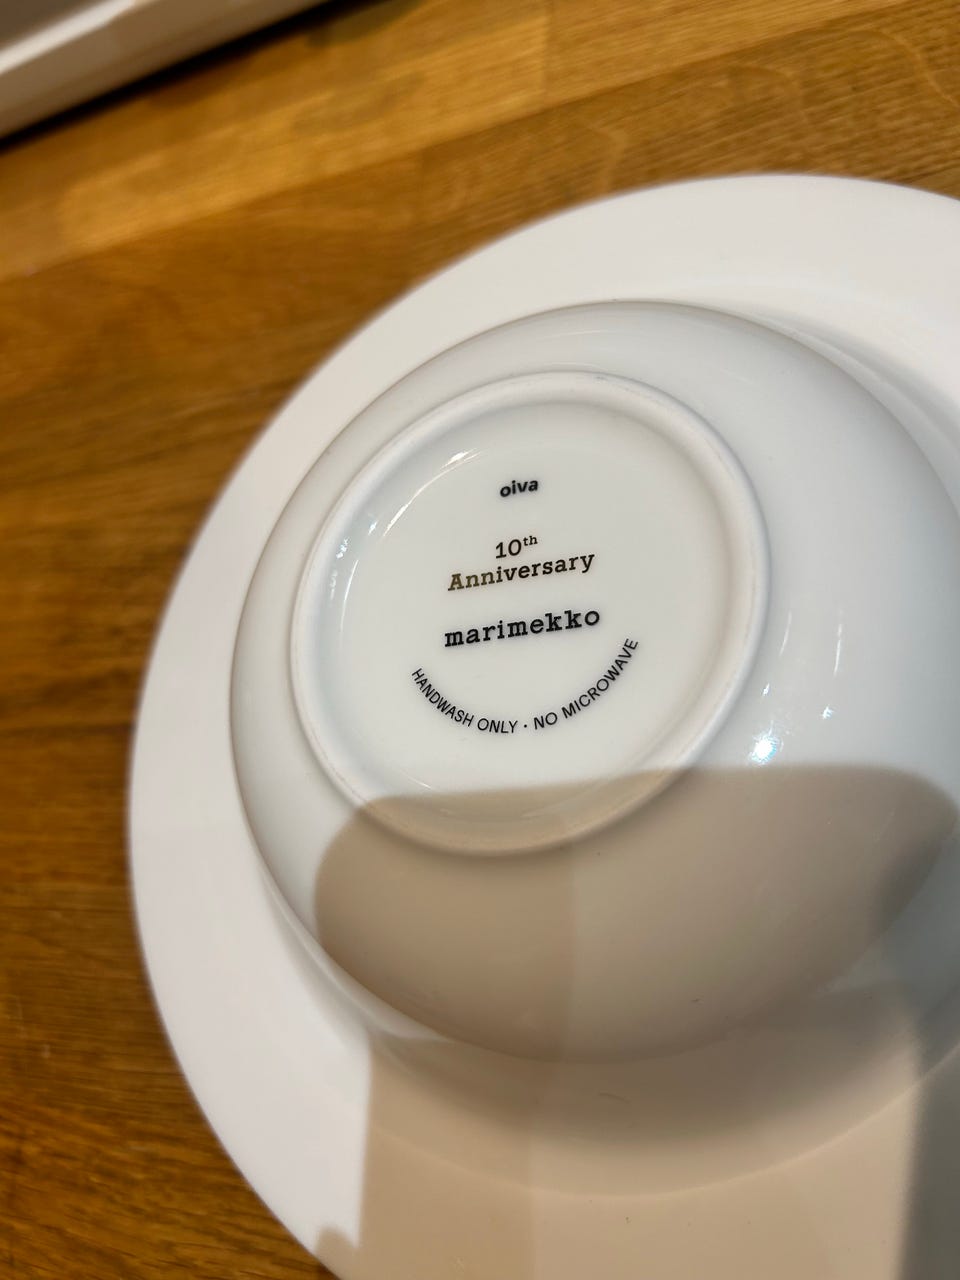 oiva
10th
Anniversary
marimekko
HANDWASH ONLY · NO MICROWAVE